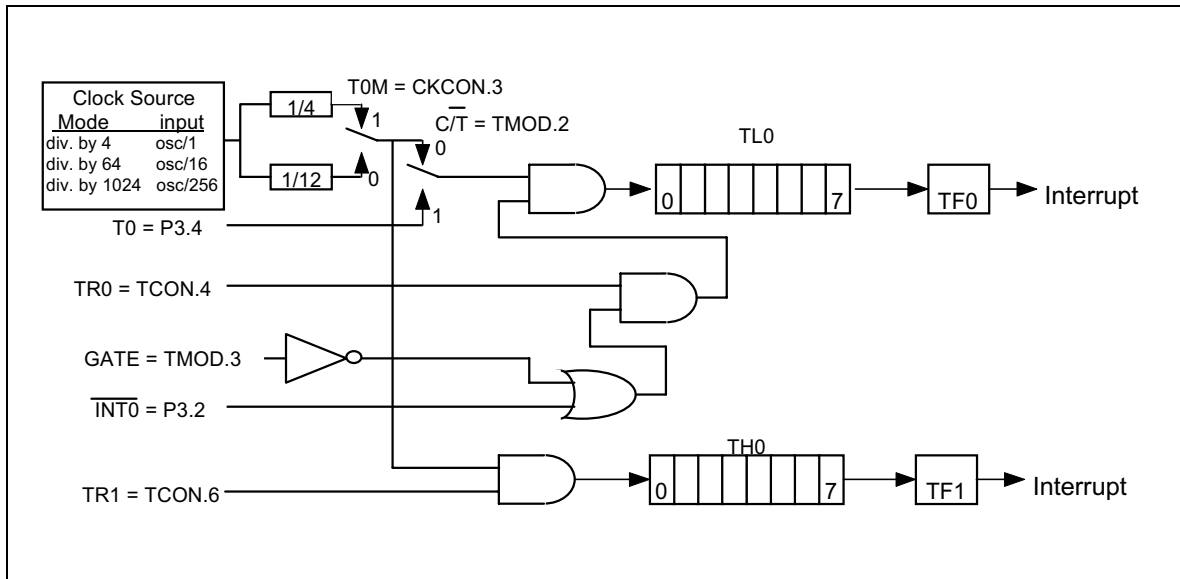 T0M = CKCON.3
Clock Source
Mode input
div. by 4 osc/1
div. by 64 osc/16
div. by 1024 osc/256
1/4
1
1/12
0
C/T̅ = TMOD.2
0
1
T0 = P3.4
TL0
0 7
TF0
Interrupt
TR0 = TCON.4
GATE = TMOD.3
I̅N̅T̅0̅ = P3.2
TH0
0 7
TF1
Interrupt
TR1 = TCON.6